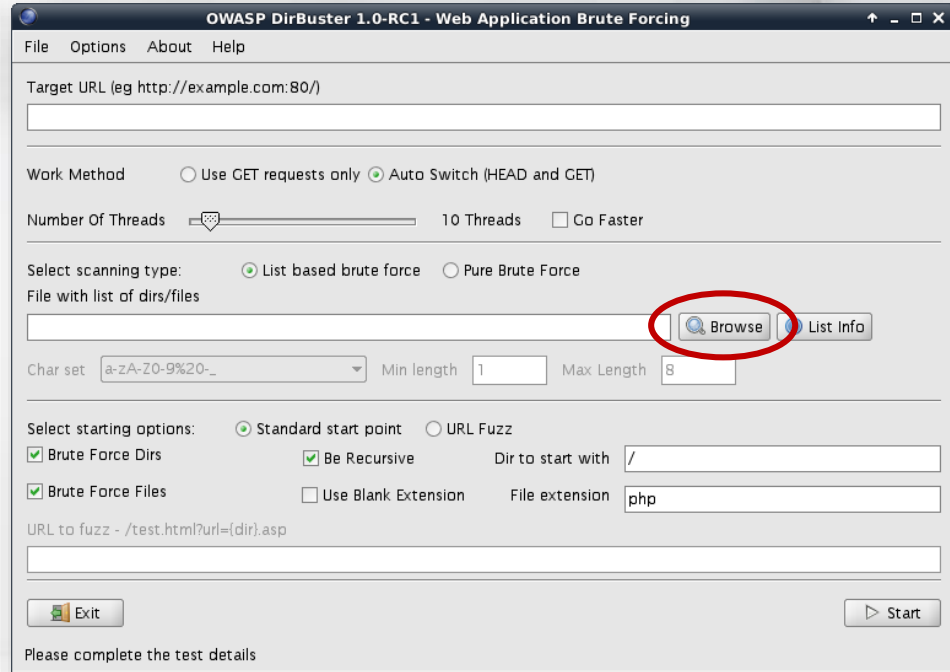 OWASP DirBuster 1.0-RC1 - Web Application Brute Forcing
File Options About Help
Target URL (eg http://example.com:80/)
Work Method Use GET requests only Auto Switch (HEAD and GET)
Number Of Threads 10 Threads Go Faster
Select scanning type: List based brute force Pure Brute Force
File with list of dirs/files
Browse List Info
Char set a-zA-Z0-9%20-_ Min length 1 Max Length 8
Select starting options: Standard start point URL Fuzz
Brute Force Dirs Be Recursive Dir to start with /
Brute Force Files Use Blank Extension File extension php
URL to fuzz - /test.html?url={dir}.asp
Exit Start
Please complete the test details